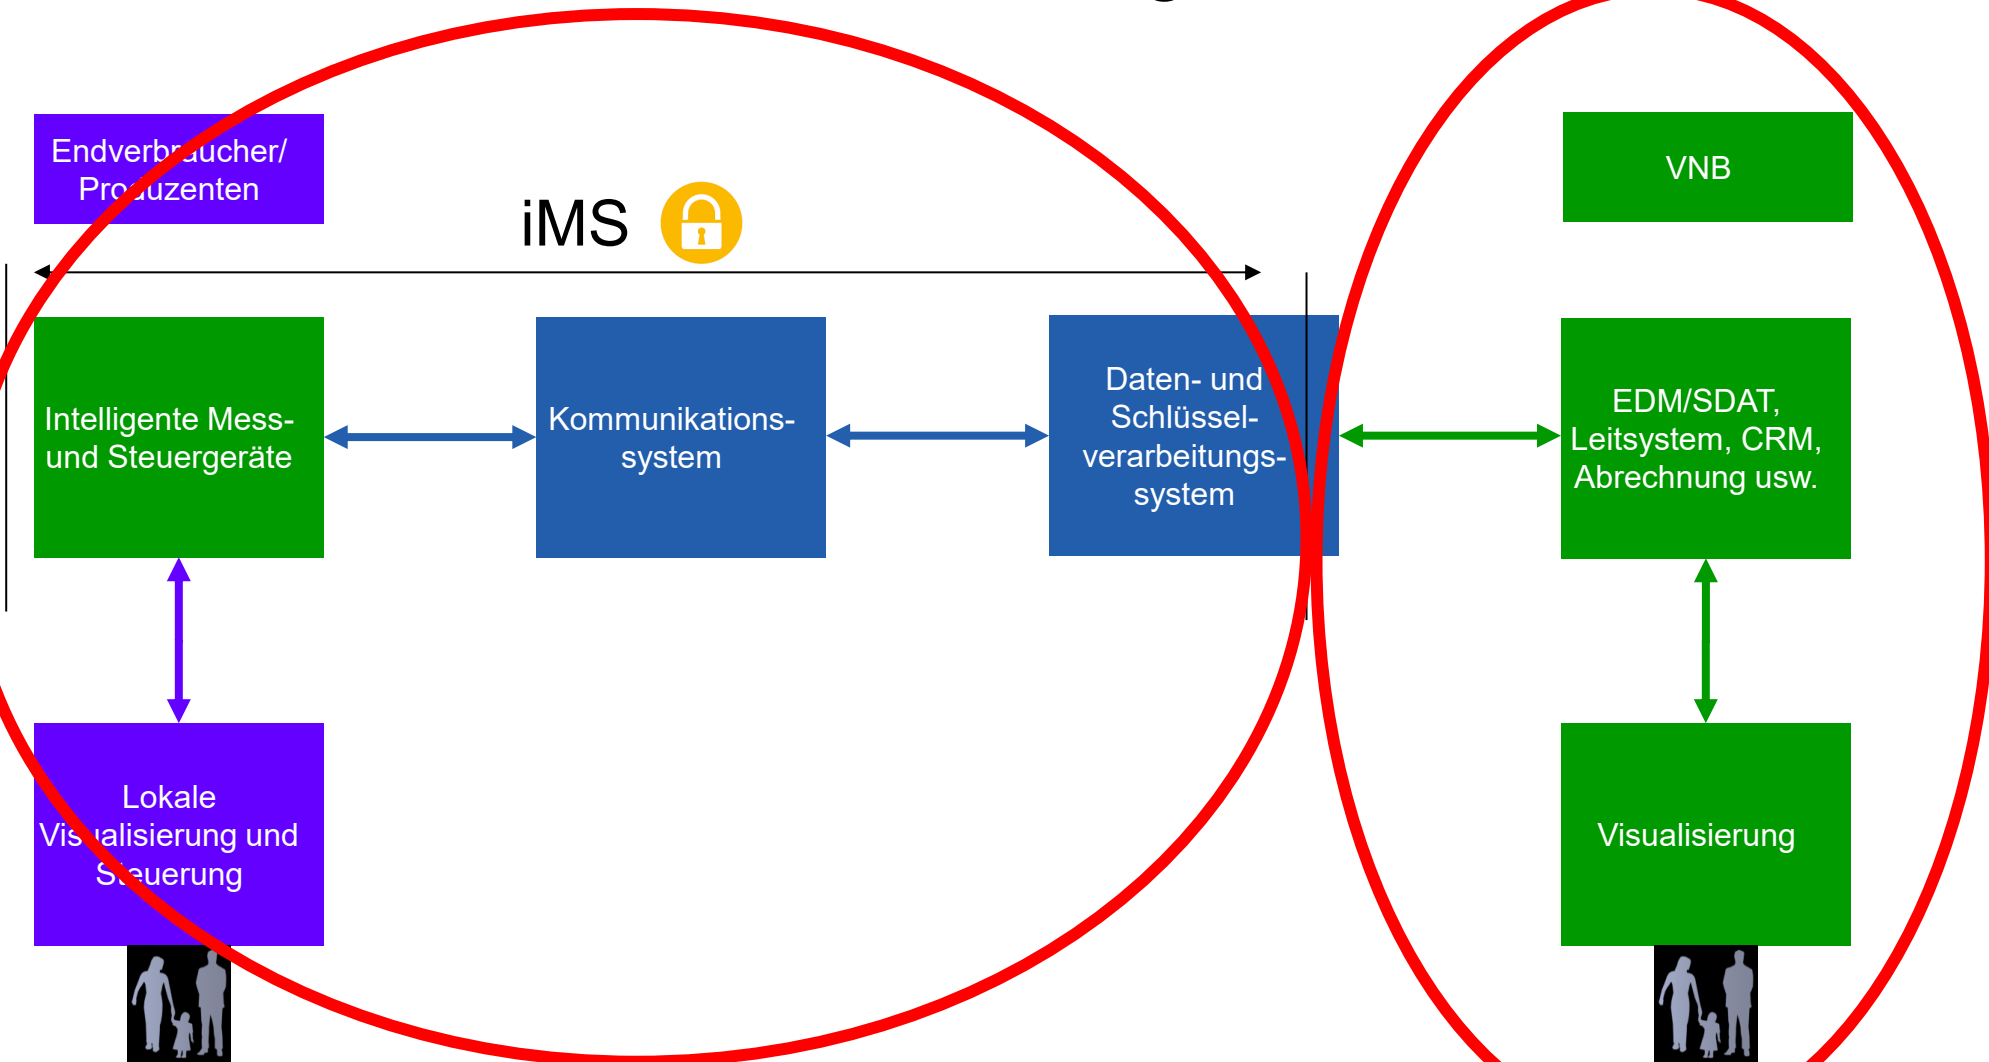 Endverbraucher/
Produzenten
iMS
VNB
Intelligente Mess-
und Steuergeräte
Kommunikations-
system
Daten- und
Schlüssel-
verarbeitungs-
system
EDM/SDAT,
Leitsystem, CRM,
Abrechnung usw.
Lokale
Visualisierung und
Steuerung
Visualisierung